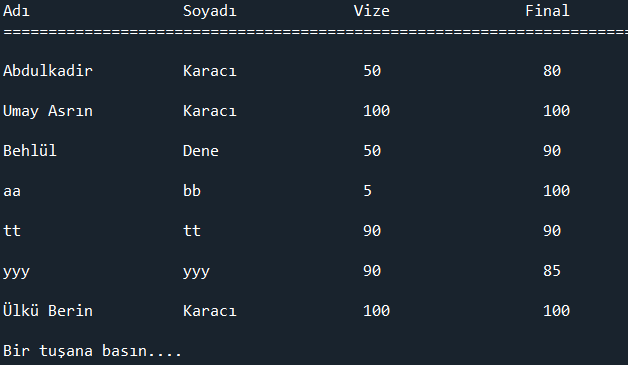 Adı Soyadı Vize Final
======================================================================
Abdulkadir Karacı 50 80
Umay Asrın Karacı 100 100
Behlül Dene 50 90
aa bb 5 100
tt tt 90 90
yyy yyy 90 85
Ülkü Berin Karacı 100 100
Bir tuşana basın....